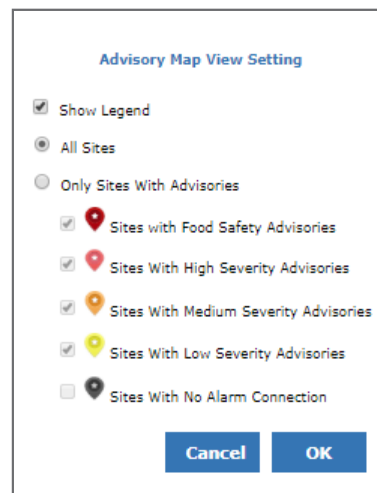 Advisory Map View Setting
Show Legend
All Sites
Only Sites With Advisories
Sites with Food Safety Advisories
Sites With High Severity Advisories
Sites With Medium Severity Advisories
Sites With Low Severity Advisories
Sites With No Alarm Connection
Cancel OK